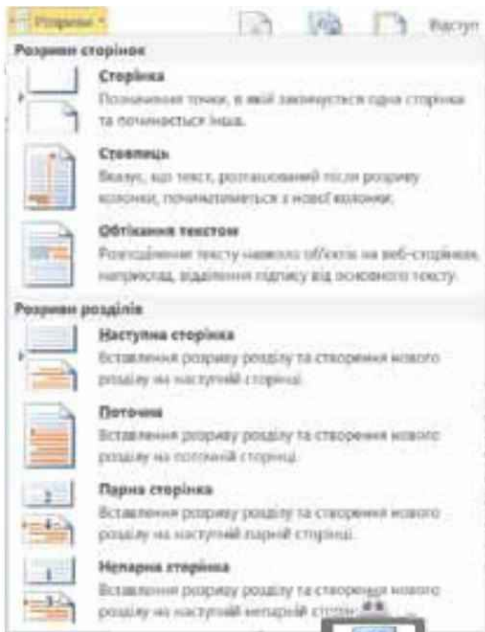 Розриви
Відступ
Розриви сторінок
Сторінка
Позначення точки, в якій закінчується одна сторінка
та починається інша.
Стовпець
Вказує, що текст, розташований після розриву
колонки, починатиметься з нової колонки.
Обтікання текстом
Розподілення тексту навколо об'єктів на веб-сторінках,
наприклад, відділення підпису від основного тексту.
Розриви розділів
Наступна сторінка
Вставлення розриву розділу та створення нового
розділу на наступній сторінці.
Поточна
Вставлення розриву розділу та створення нового
розділу на поточній сторінці.
Парна сторінка
Вставлення розриву розділу та створення нового
розділу на наступній парній сторінці.
Непарна сторінка
Вставлення розриву розділу та створення нового
розділу на наступній непарній